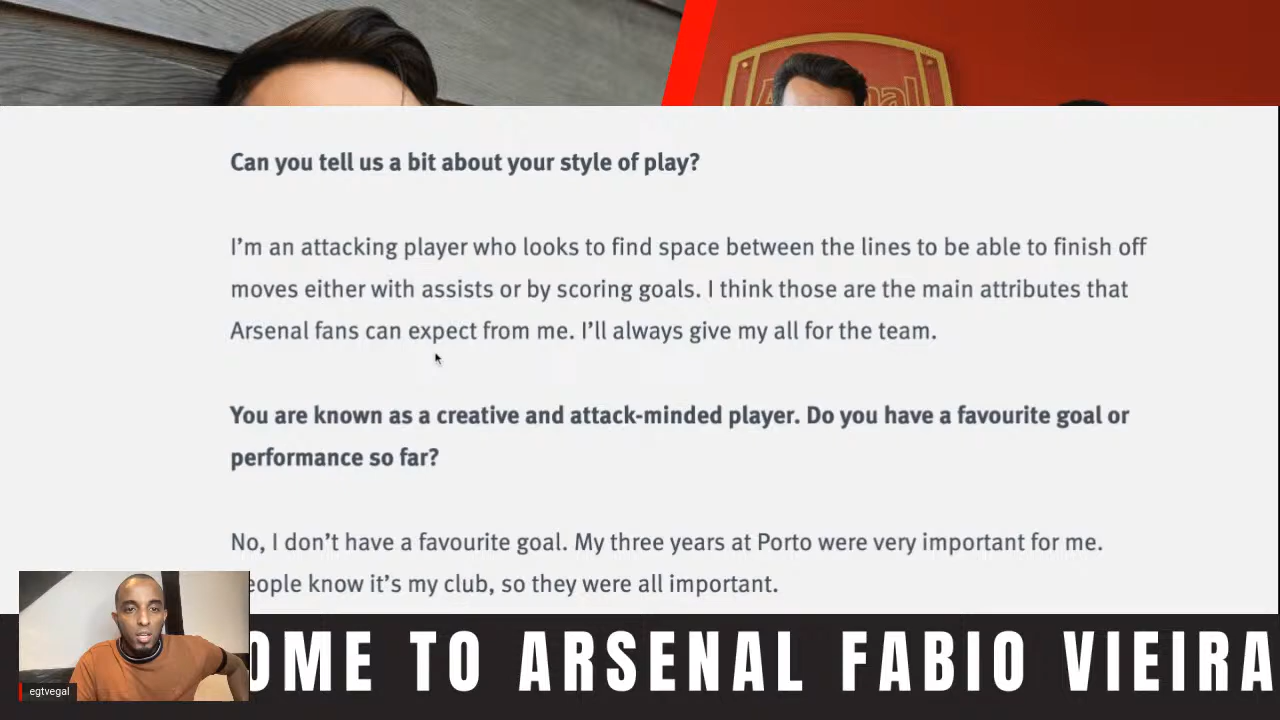 Can you tell us a bit about your style of play?
I’m an attacking player who looks to find space between the lines to be able to finish off
moves either with assists or by scoring goals. I think those are the main attributes that
Arsenal fans can expect from me. I’ll always give my all for the team.
You are known as a creative and attack-minded player. Do you have a favourite goal or
performance so far?
No, I don’t have a favourite goal. My three years at Porto were very important for me.
eople know it’s my club, so they were all important.
OME TO ARSENAL FABIO VIEIRA
egtvegal